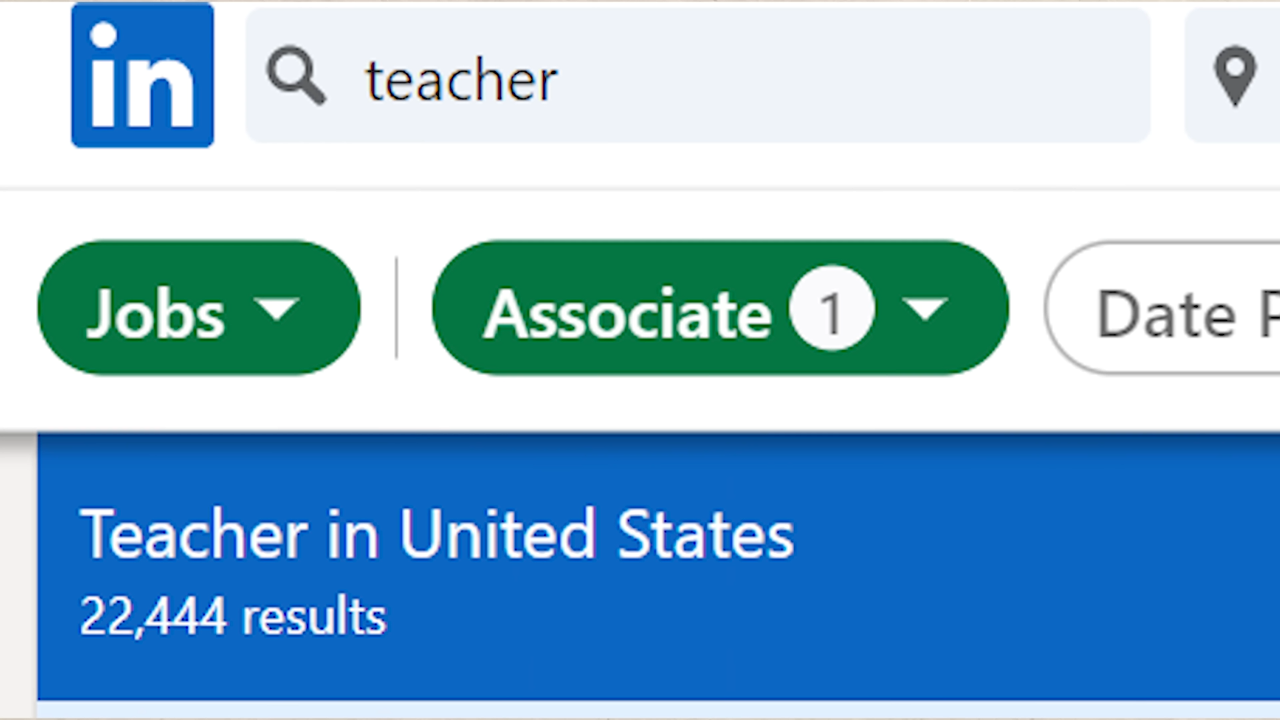 in
teacher
Jobs
Associate 1
Date
Teacher in United States
22,444 results